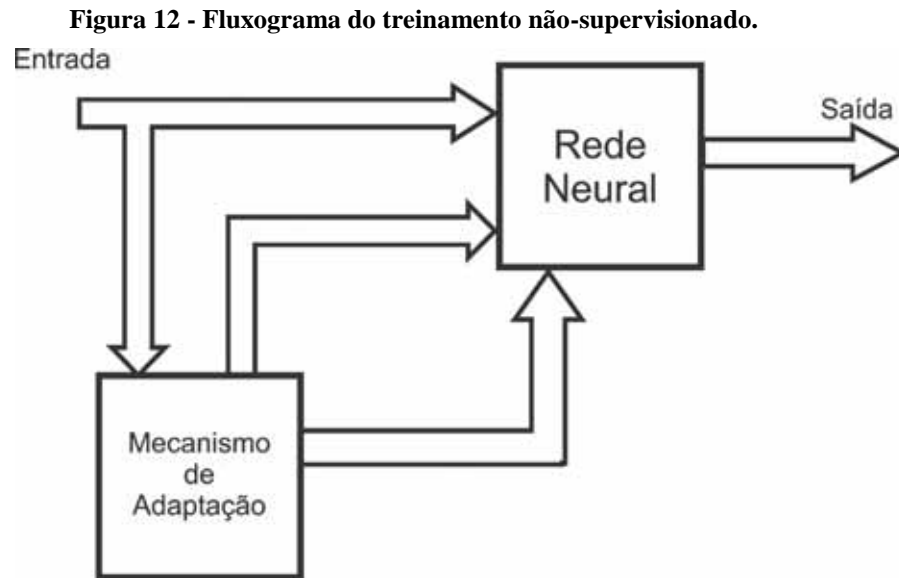 Figura 12 - Fluxograma do treinamento não-supervisionado.
Entrada
Saída
Rede
Neural
Mecanismo
de
Adaptação